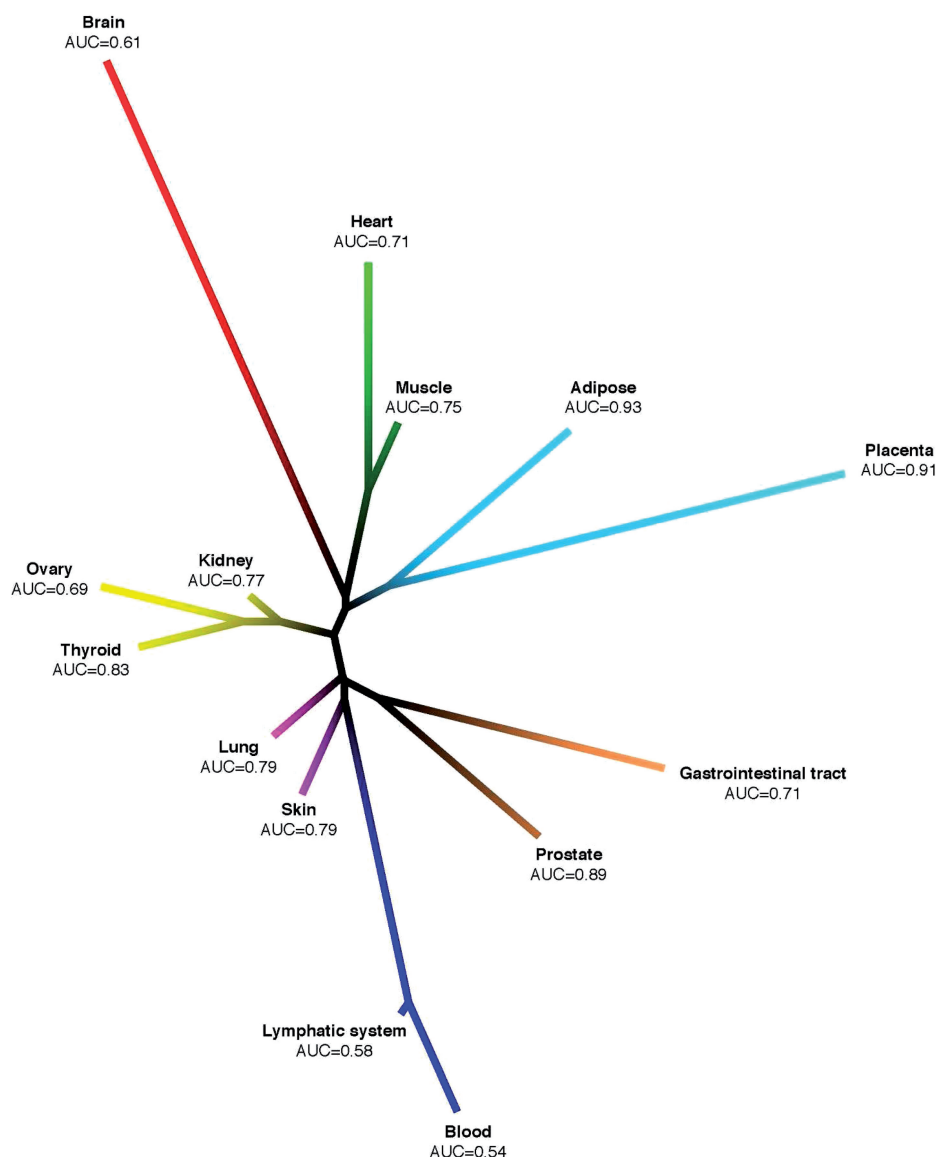 Brain
AUC=0.61
Heart
AUC=0.71
Muscle
AUC=0.75
Adipose
AUC=0.93
Placenta
AUC=0.91
Kidney
AUC=0.77
Ovary
AUC=0.69
Thyroid
AUC=0.83
Lung
AUC=0.79
Skin
AUC=0.79
Gastrointestinal tract
AUC=0.71
Prostate
AUC=0.89
Lymphatic system
AUC=0.58
Blood
AUC=0.54